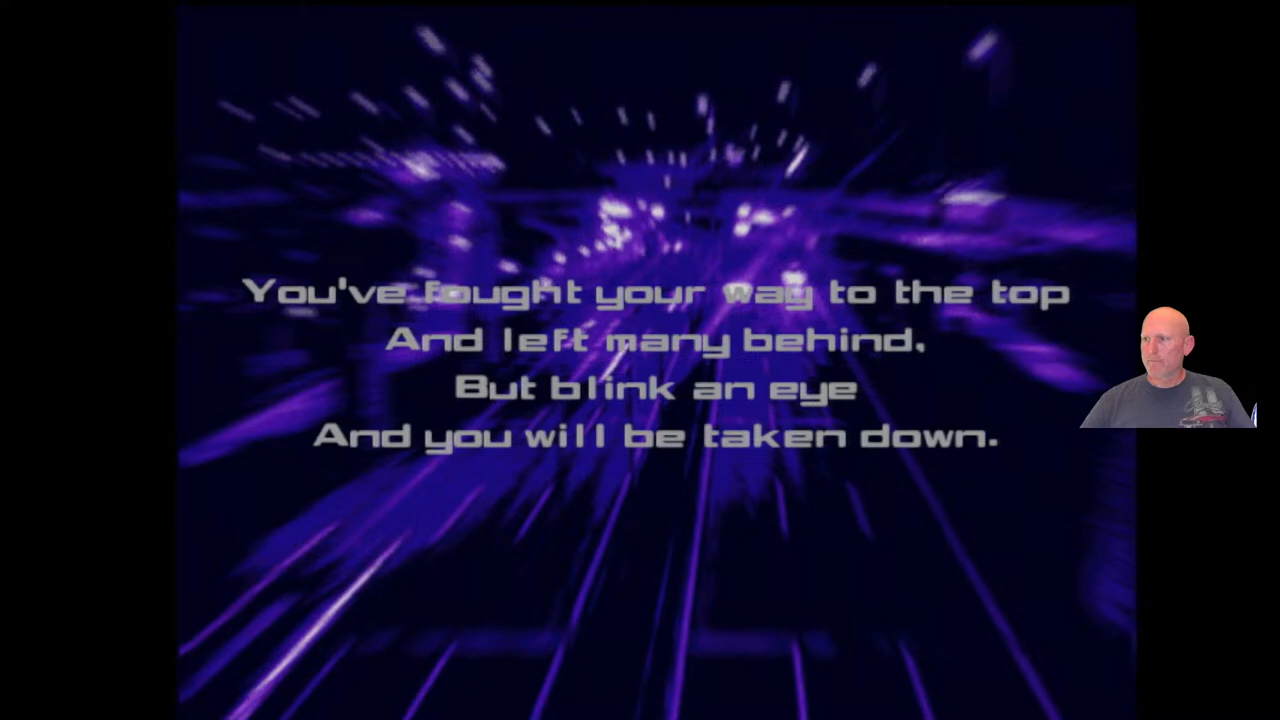 You've fought your way to the top
And left many behind,
But blink an eye
And you will be taken down.